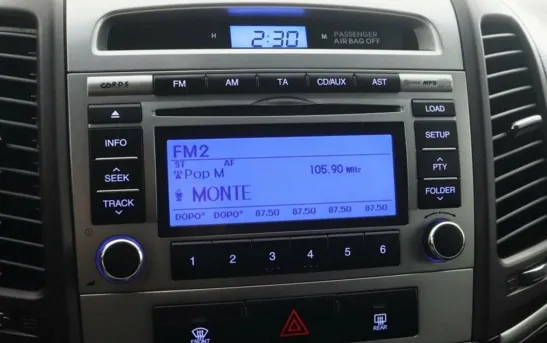 H 2:30 M PASSENGER
AIR BAG OFF
FM AM TA CD/AUX AST MP3
LOAD
INFO
SEEK
TRACK
FM2
ST AF
Pop M 105.90 MHz
MONTE
DOPO* DOPO* 87.50 87.50 87.50 87.50
SETUP
PTY
FOLDER
1 2 3 4 5 6
FRONT
REAR